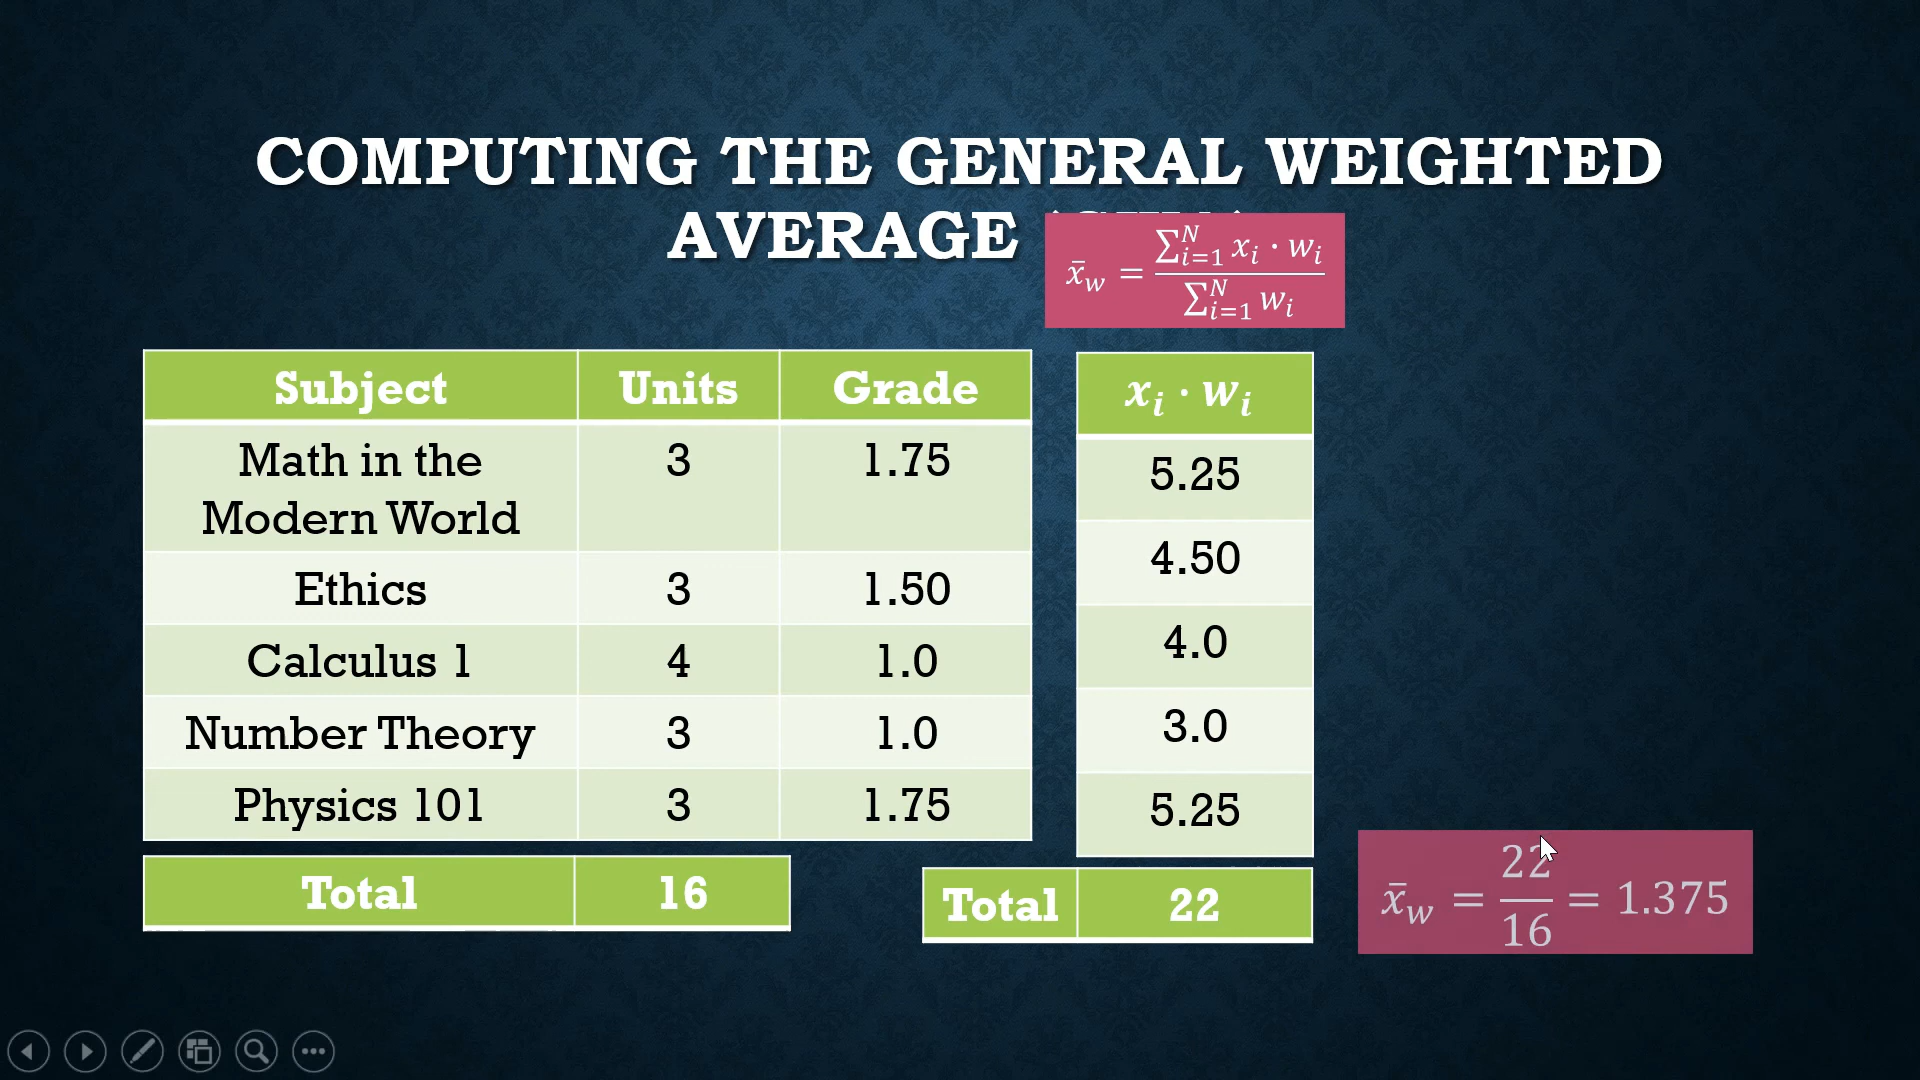 COMPUTING THE GENERAL WEIGHTED
AVERAGE
x̄_w = ∑_{i=1}^{N} x_i · w_i / ∑_{i=1}^{N} w_i
Subject Units Grade x_i · w_i
Math in the 3 1.75 5.25
Modern World
Ethics 3 1.50 4.50
Calculus 1 4 1.0 4.0
Number Theory 3 1.0 3.0
Physics 101 3 1.75 5.25
Total 16 Total 22
x̄_w = 22/16 = 1.375